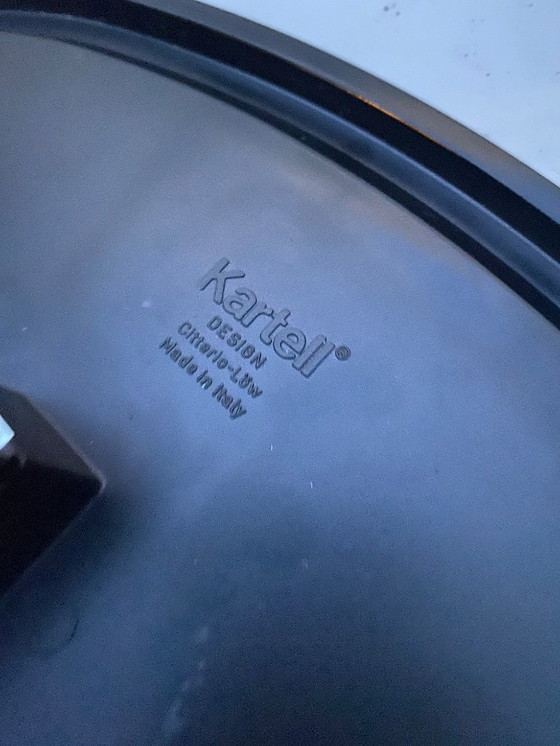 Kartell®
DESIGN
Citterio-Löw
Made in Italy